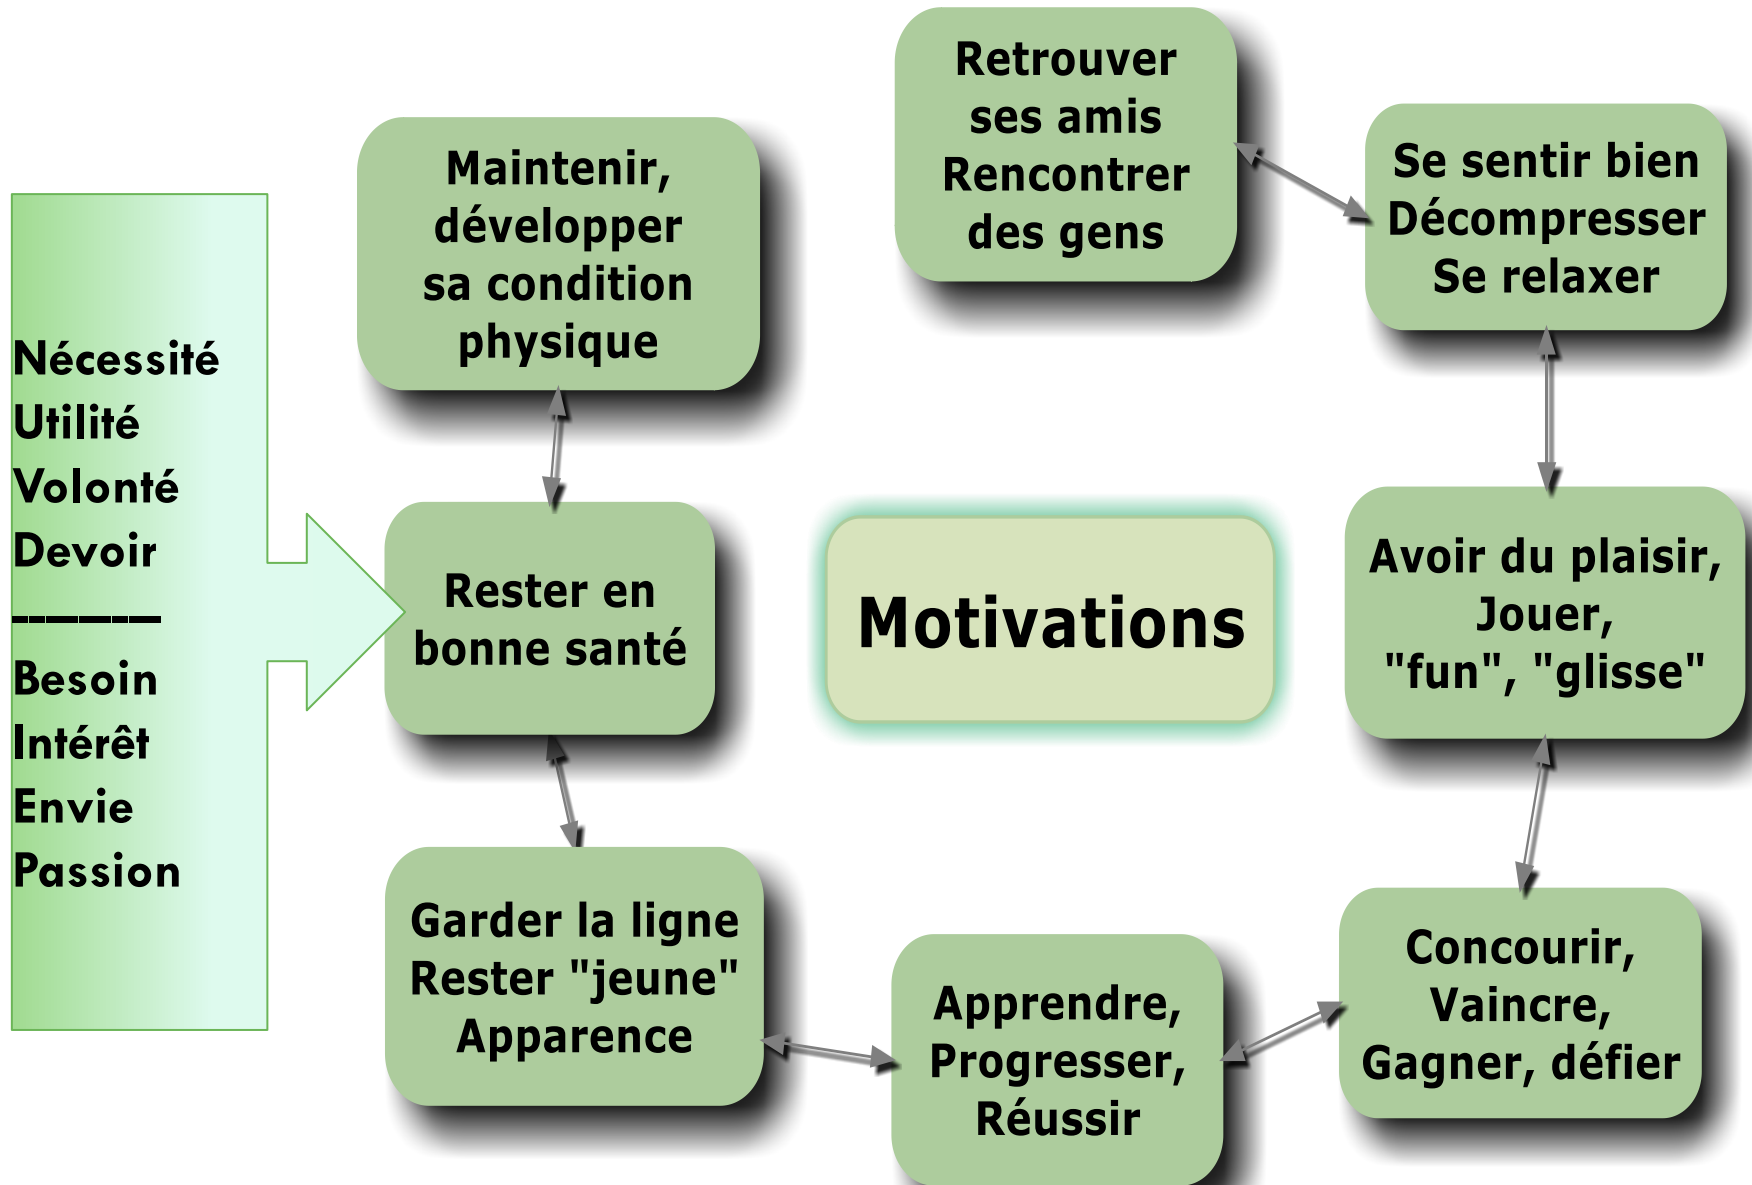 Nécessité
Utilité
Volonté
Devoir
---------
Besoin
Intérêt
Envie
Passion
Maintenir,
développer
sa condition
physique
Rester en
bonne santé
Garder la ligne
Rester "jeune"
Apparence
Motivations
Retrouver
ses amis
Rencontrer
des gens
Se sentir bien
Décompresser
Se relaxer
Avoir du plaisir,
Jouer,
"fun", "glisse"
Concourir,
Vaincre,
Gagner, défier
Apprendre,
Progresser,
Réussir